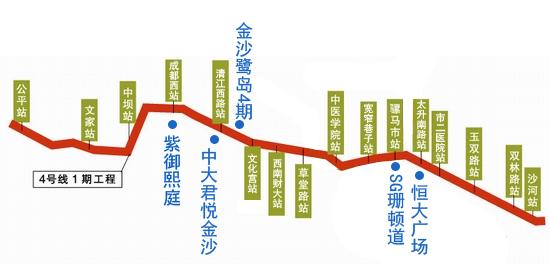 公平站
文家站
中坝站
成都西站
清江西路站
金沙鹭岛4期
文化宫站
西南财大站
草堂路站
中医学院站
宽窄巷子站
骡马市站
太升南路站
市二医院站
玉双路站
双林路站
沙河站
4号线1期工程
紫御熙庭
中大君悦金沙
SG珊顿道
恒大广场